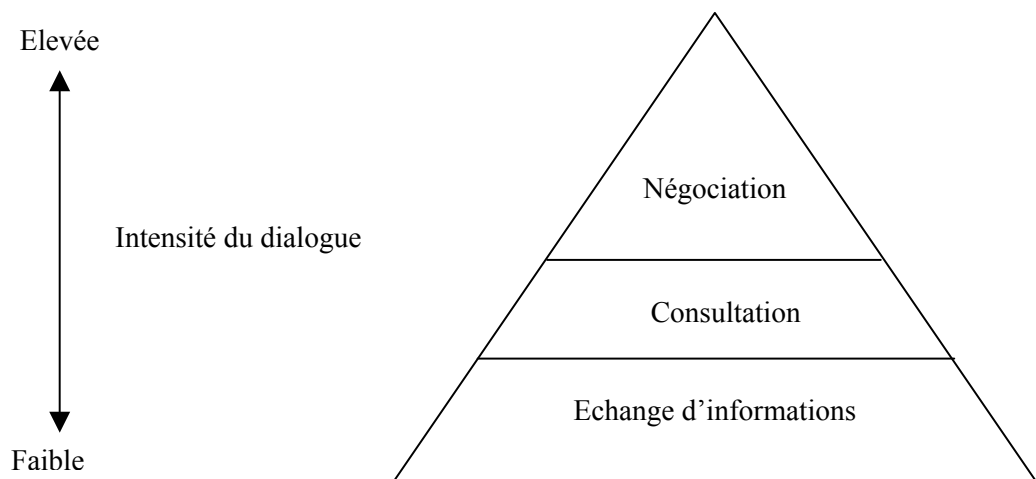 Elevée
Négociation
Intensité du dialogue
Consultation
Echange d’informations
Faible